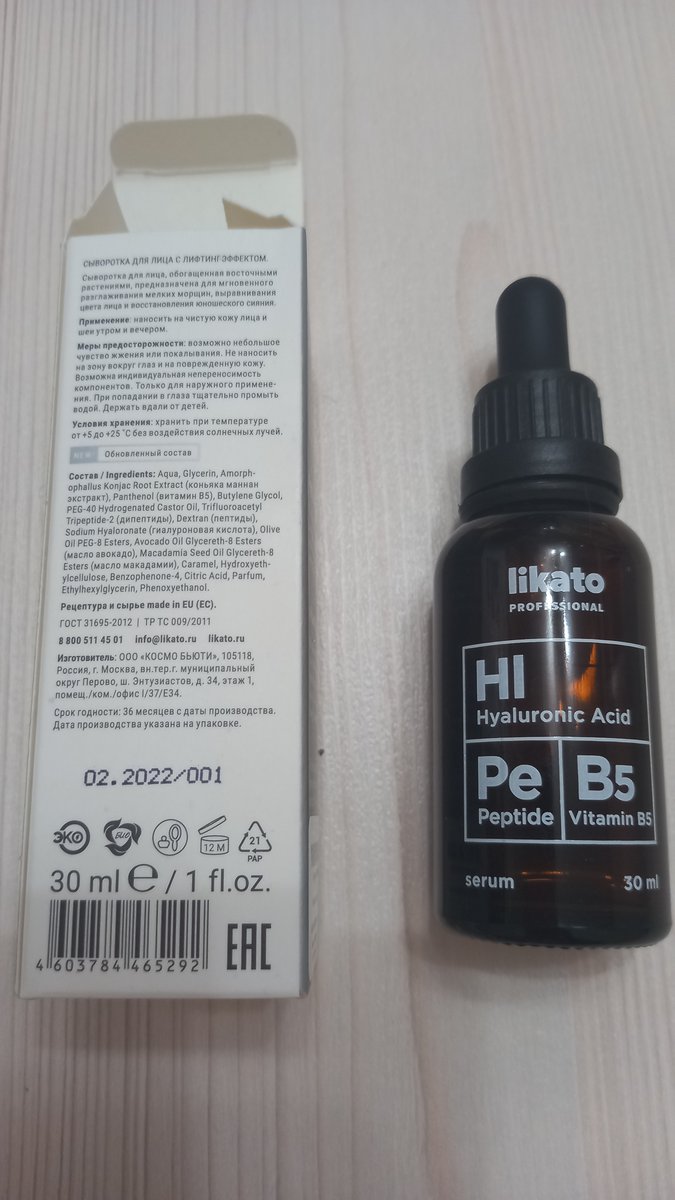 СЫВОРОТКА ДЛЯ ЛИЦА С ЛИФТИНГ-ЭФФЕКТОМ.
Сыворотка для лица, обогащенная восточными
растениями, предназначена для мгновенного
разглаживания мелких морщин, выравнивания
цвета лица и восстановления юношеского сияния.
Применение: наносить на чистую кожу лица и
шеи утром и вечером.
Меры предосторожности: возможно небольшое
чувство жжения или покалывания. Не наносить
на зону вокруг глаз и на поврежденную кожу.
Возможна индивидуальная непереносимость
компонентов. Только для наружного примене-
ния. При попадании в глаза тщательно промыть
водой. Держать вдали от детей.
Условия хранения: хранить при температуре
от +5 до +25 °С без воздействия солнечных лучей.
NEW! Обновленный состав
Состав / Ingredients: Aqua, Glycerin, Amorph-
ophallus Konjac Root Extract (коньяка маннан
экстракт), Panthenol (витамин B5), Butylene Glycol,
PEG-40 Hydrogenated Castor Oil, Trifluoroacetyl
Tripeptide-2 (дипептиды), Dextran (пептиды),
Sodium Hyaluronate (гиалуроновая кислота), Olive
Oil PEG-8 Esters, Avocado Oil Glycereth-8 Esters
(масло авокадо), Macadamia Seed Oil Glycereth-8
Esters (масло макадамии), Caramel, Hydroxyeth-
ylcellulose, Benzophenone-4, Citric Acid, Parfum,
Ethylhexylglycerin, Phenoxyethanol.
Рецептура и сырье made in EU (ЕС).
ГОСТ 31695-2012 | ТР ТС 009/2011
8 800 511 45 01 info@likato.ru likato.ru
Изготовитель: ООО «КОСМО БЬЮТИ», 105118,
Россия, г. Москва, вн.тер.г. муниципальный
округ Перово, ш. Энтузиастов, д. 34, этаж 1,
помещ./ком./офис I/37/E34.
Срок годности: 36 месяцев с даты производства.
Дата производства указана на упаковке.
02.2022/001
ЭКО
БИО
12 M
21
PAP
30 ml e / 1 fl.oz.
4 603784 465292
EAC
likato
PROFESSIONAL
HI
Hyaluronic Acid
Pe
Peptide
B5
Vitamin B5
serum
30 ml